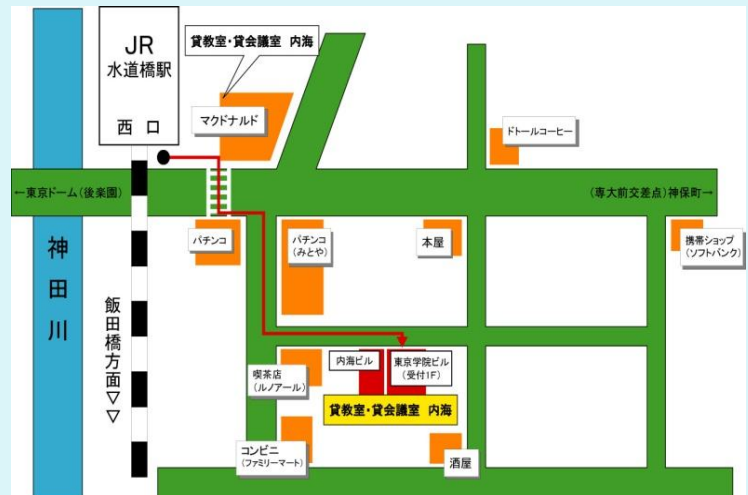 JR
水道橋駅
西 口
貸教室・貸会議室 内海
マクドナルド
ドトールコーヒー
←東京ドーム(後楽園)
(専大前交差点)神保町→
神田川
パチンコ
パチンコ
(みとや)
本屋
携帯ショップ
(ソフトバンク)
飯田橋方面▽▽
喫茶店
(ルノアール)
内海ビル
東京学院ビル
(受付1F)
貸教室・貸会議室 内海
コンビニ
(ファミリーマート)
酒屋